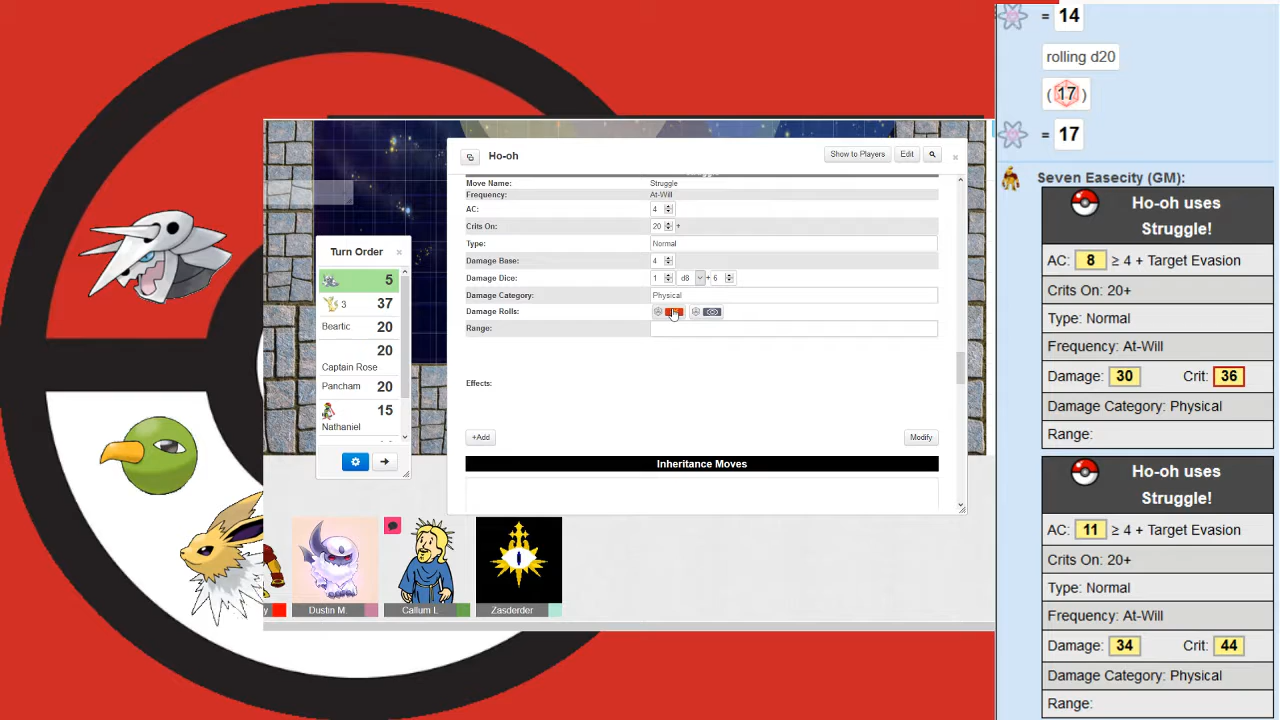 Ho-oh
Show to Players
Edit
Struggle
Move Name: Struggle
Frequency: At-Will
AC: 4
Crits On: 20 +
Type: Normal
Damage Base: 4
Damage Dice: 1 d8 + 6
Damage Category: Physical
Damage Rolls:
Range:
Effects:
+Add
Modify
Inheritance Moves
Turn Order
5
3 37
Beartic 20
20
Captain Rose
Pancham 20
15
Nathaniel
y
Dustin M.
Callum L
Zasderder
= 14
rolling d20
(17)
= 17
Seven Easecity (GM):
Ho-oh uses
Struggle!
AC: 8 ≥ 4 + Target Evasion
Crits On: 20+
Type: Normal
Frequency: At-Will
Damage: 30 Crit: 36
Damage Category: Physical
Range:
Ho-oh uses
Struggle!
AC: 11 ≥ 4 + Target Evasion
Crits On: 20+
Type: Normal
Frequency: At-Will
Damage: 34 Crit: 44
Damage Category: Physical
Range: